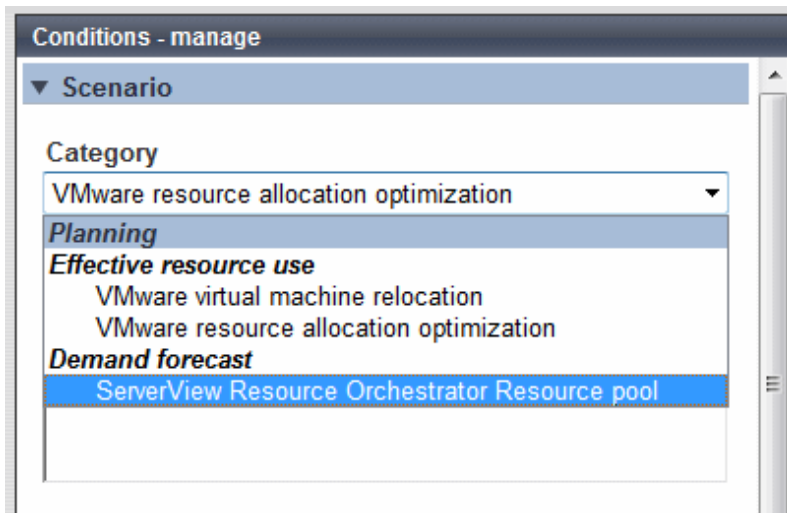 Conditions - manage
Scenario
Category
VMware resource allocation optimization
Planning
Effective resource use
VMware virtual machine relocation
VMware resource allocation optimization
Demand forecast
ServerView Resource Orchestrator Resource pool